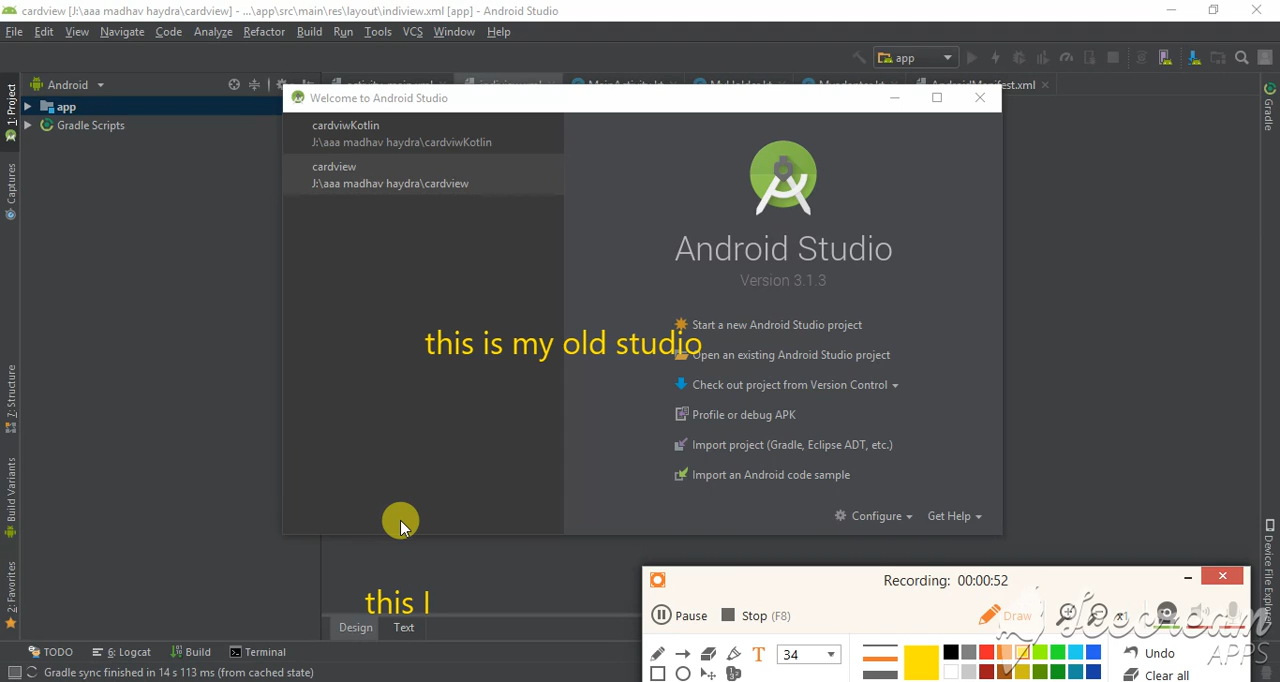 cardview [J:\aaa madhav haydra\cardview] - ...\app\src\main\res\layout\indiview.xml [app] - Android Studio
File Edit View Navigate Code Analyze Refactor Build Run Tools VCS Window Help
app
Android
AndroidManifest.xml
1: Project
app
Gradle Scripts
Captures
7: Structure
Build Variants
2: Favorites
Gradle
Device File Explorer
Welcome to Android Studio
cardviwKotlin
J:\aaa madhav haydra\cardviwKotlin
cardview
J:\aaa madhav haydra\cardview
Android Studio
Version 3.1.3
Start a new Android Studio project
this is my old studio
Open an existing Android Studio project
Check out project from Version Control
Profile or debug APK
Import project (Gradle, Eclipse ADT, etc.)
Import an Android code sample
Configure Get Help
this I
Design Text
Recording: 00:00:52
Pause Stop (F8) Draw x1
T 34 Undo
Clear all
Icecream
APPS
TODO 6: Logcat Build Terminal
Gradle sync finished in 14 s 113 ms (from cached state)